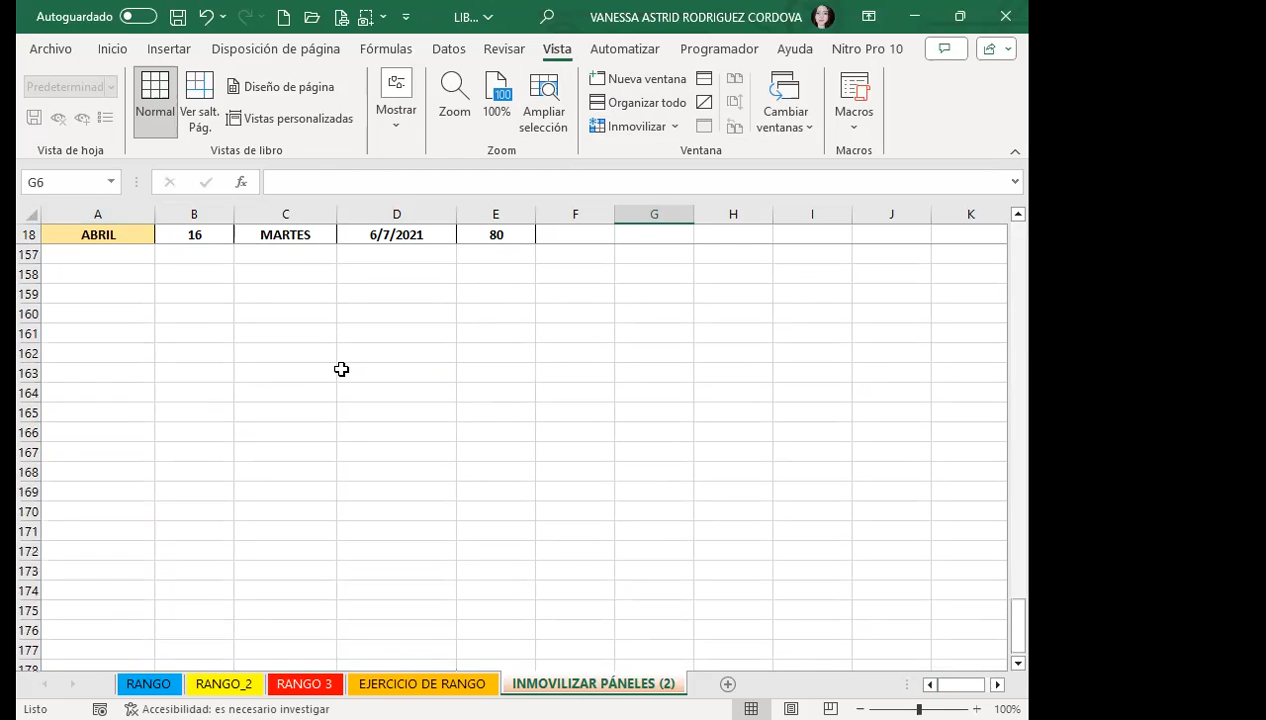 Autoguardado LIB... VANESSA ASTRID RODRIGUEZ CORDOVA
Archivo Inicio Insertar Disposición de página Fórmulas Datos Revisar Vista Automatizar Programador Ayuda Nitro Pro 10
Predeterminad
Vista de hoja
Normal
Ver salt. Pág.
Diseño de página
Vistas personalizadas
Vistas de libro
Mostrar
Zoom
100
100%
Ampliar selección
Zoom
Nueva ventana
Organizar todo
Inmovilizar
Cambiar ventanas
Ventana
Macros
Macros
G6 fx
A B C D E F G H I J K
18 ABRIL 16 MARTES 6/7/2021 80
157
158
159
160
161
162
163
164
165
166
167
168
169
170
171
172
173
174
175
176
177
178
RANGO RANGO_2 RANGO 3 EJERCICIO DE RANGO INMOVILIZAR PÁNELES (2)
Listo Accesibilidad: es necesario investigar 100%